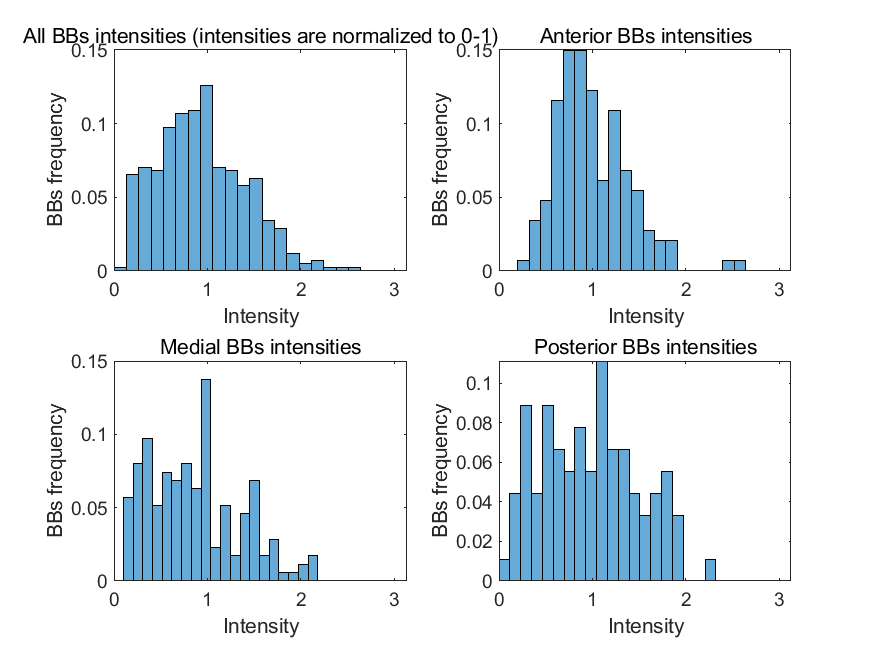 All BBs intensities (intensities are normalized to 0-1)
0.15
0.1
0.05
0
BBs frequency
0 1 2 3
Intensity
Anterior BBs intensities
0.15
0.1
0.05
0
BBs frequency
0 1 2 3
Intensity
Medial BBs intensities
0.15
0.1
0.05
0
BBs frequency
0 1 2 3
Intensity
Posterior BBs intensities
0.1
0.08
0.06
0.04
0.02
0
BBs frequency
0 1 2 3
Intensity